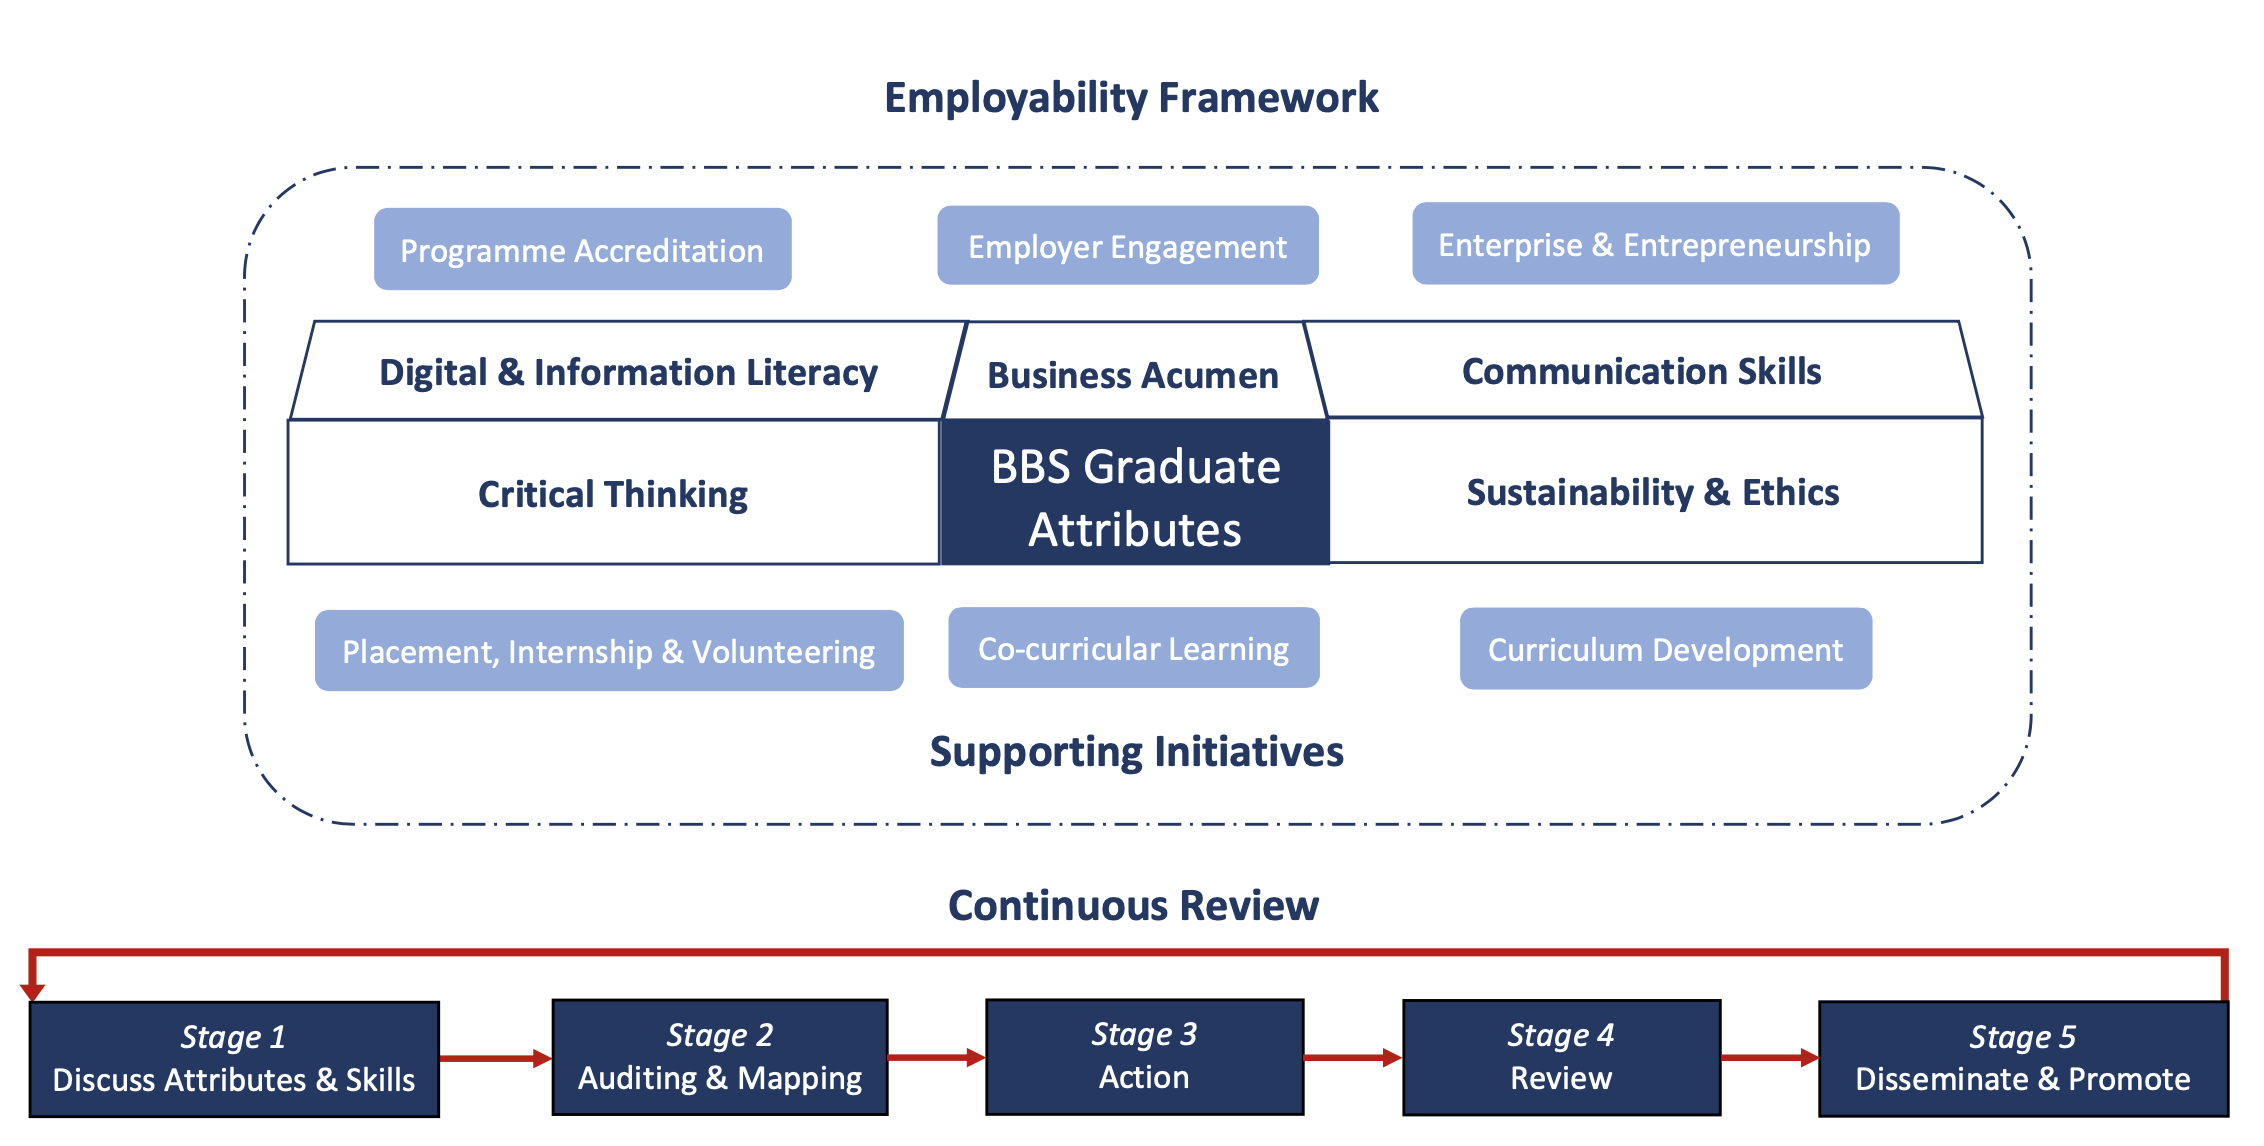 Employability Framework
Programme Accreditation
Employer Engagement
Enterprise & Entrepreneurship
Digital & Information Literacy
Business Acumen
Communication Skills
Critical Thinking
BBS Graduate
Attributes
Sustainability & Ethics
Placement, Internship & Volunteering
Co-curricular Learning
Curriculum Development
Supporting Initiatives
Continuous Review
Stage 1
Discuss Attributes & Skills
Stage 2
Auditing & Mapping
Stage 3
Action
Stage 4
Review
Stage 5
Disseminate & Promote